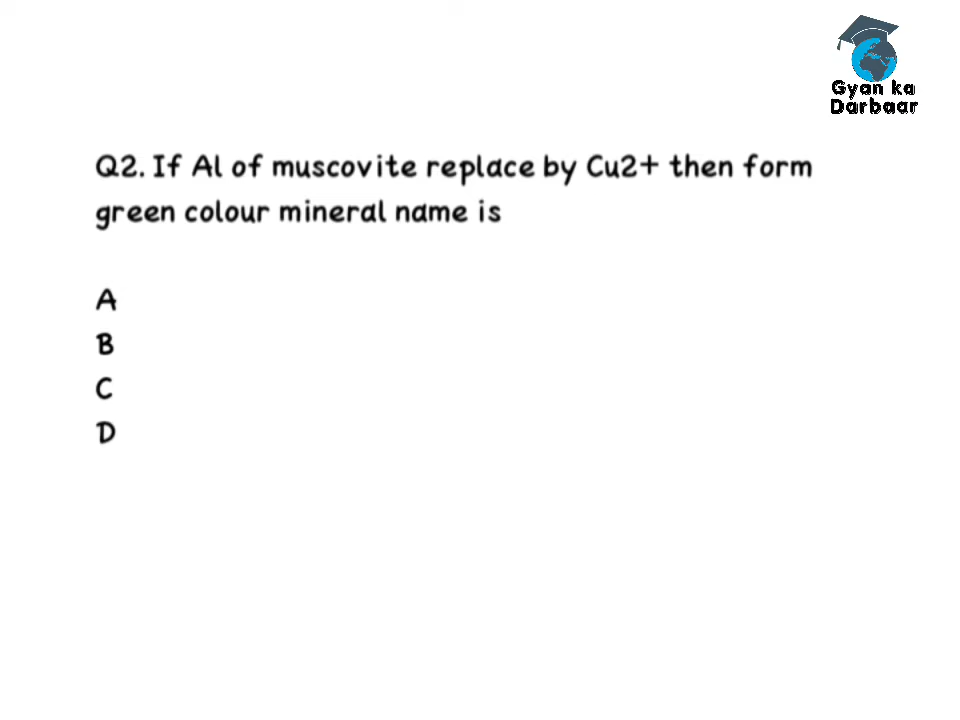 Gyan ka
Darbaar
Q2. If Al of muscovite replace by Cu2+ then form
green colour mineral name is
A
B
C
D